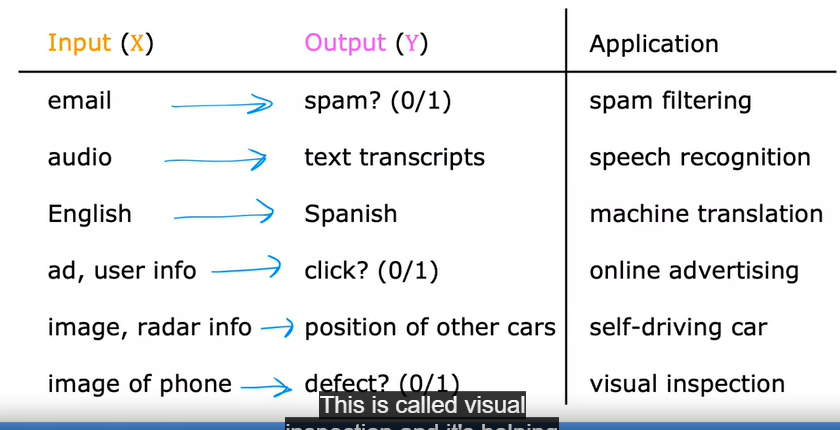 Input (X) Output (Y) Application
email spam? (0/1) spam filtering
audio text transcripts speech recognition
English Spanish machine translation
ad, user info click? (0/1) online advertising
image, radar info position of other cars self-driving car
image of phone defect? (0/1) visual inspection
This is called visual
inspection and it's helping